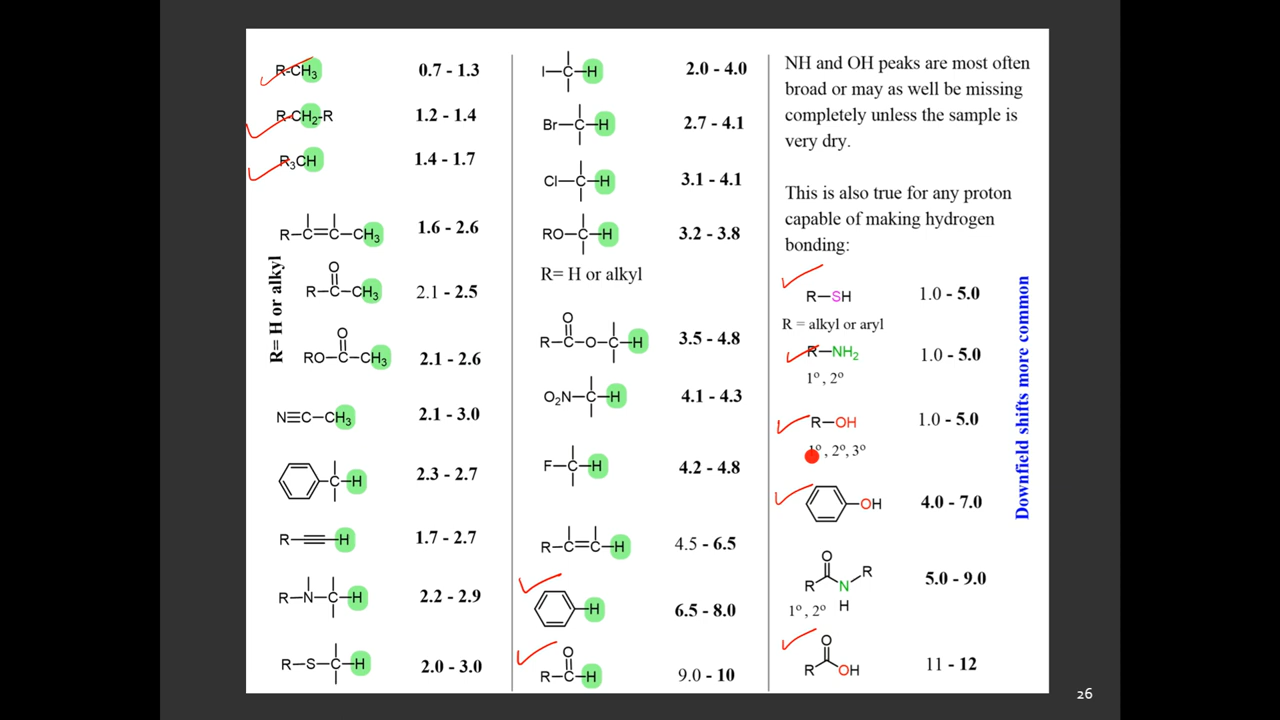 R-CH3 0.7 - 1.3
R-CH2-R 1.2 - 1.4
R3CH 1.4 - 1.7
R-C=C-CH3 1.6 - 2.6
R= H or alkyl
O
R-C-CH3 2.1 - 2.5
O
RO-C-CH3 2.1 - 2.6
N≡C-CH3 2.1 - 3.0
C-H 2.3 - 2.7
R-≡-H 1.7 - 2.7
R-N-C-H 2.2 - 2.9
R-S-C-H 2.0 - 3.0
I-C-H 2.0 - 4.0
Br-C-H 2.7 - 4.1
Cl-C-H 3.1 - 4.1
RO-C-H 3.2 - 3.8
R= H or alkyl
O
R-C-O-C-H 3.5 - 4.8
O2N-C-H 4.1 - 4.3
F-C-H 4.2 - 4.8
R-C=C-H 4.5 - 6.5
H 6.5 - 8.0
O
R-C-H 9.0 - 10
NH and OH peaks are most often
broad or may as well be missing
completely unless the sample is
very dry.
This is also true for any proton
capable of making hydrogen
bonding:
R-SH 1.0 - 5.0
R = alkyl or aryl
R-NH2 1.0 - 5.0
1º, 2º
R-OH 1.0 - 5.0
1º, 2º, 3º
OH 4.0 - 7.0
O
R N R 5.0 - 9.0
H
1º, 2º
O
R OH 11 - 12
Downfield shifts more common
26